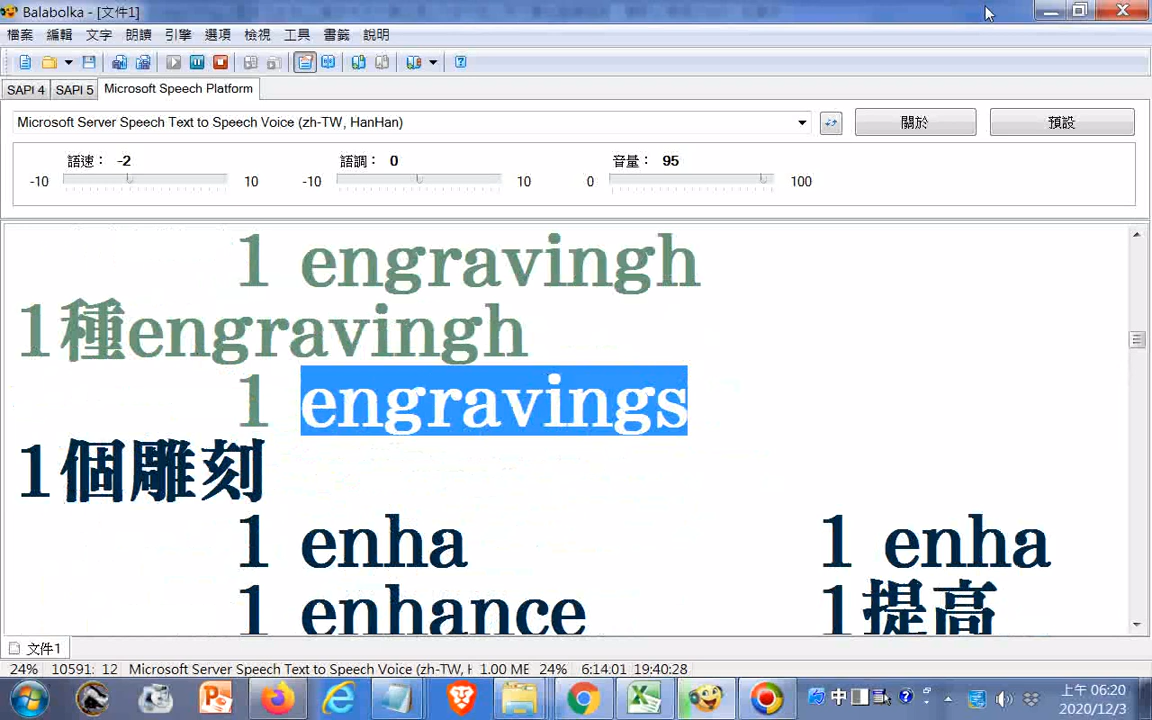 Balabolka - [文件1]
檔案 編輯 文字 朗讀 引擎 選項 檢視 工具 書籤 說明
SAPI 4 SAPI 5 Microsoft Speech Platform
Microsoft Server Speech Text to Speech Voice (zh-TW, HanHan) 關於 預設
語速: -2 語調: 0 音量: 95
-10 10 -10 10 0 100
1 engravingh
1種engravingh
1 engravings
1個雕刻
1 enha 1 enha
1 enhance 1提高
文件1
24% 10591: 12 Microsoft Server Speech Text to Speech Voice (zh-TW, 1.00 ME 24% 6:14:01 19:40:28
中 上午 06:20
2020/12/3